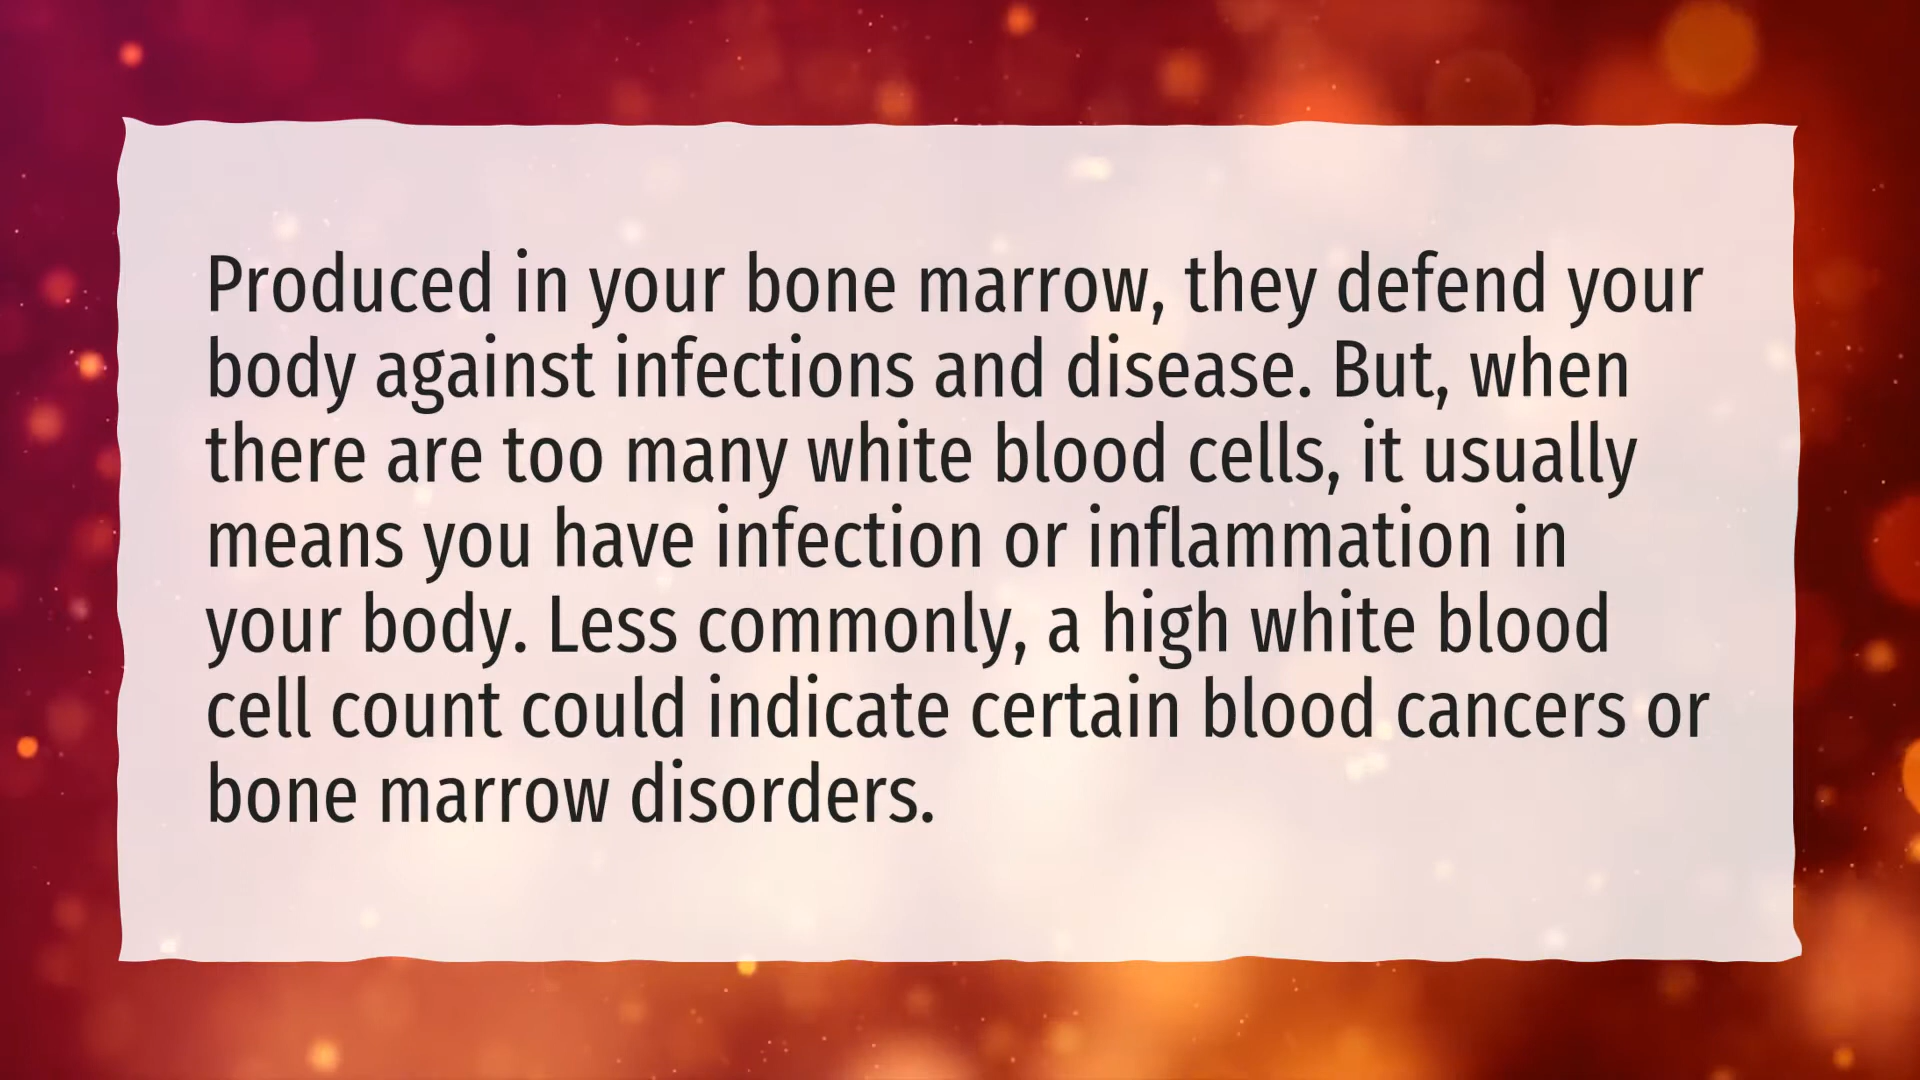 Produced in your bone marrow, they defend your
body against infections and disease. But, when
there are too many white blood cells, it usually
means you have infection or inflammation in
your body. Less commonly, a high white blood
cell count could indicate certain blood cancers or
bone marrow disorders.